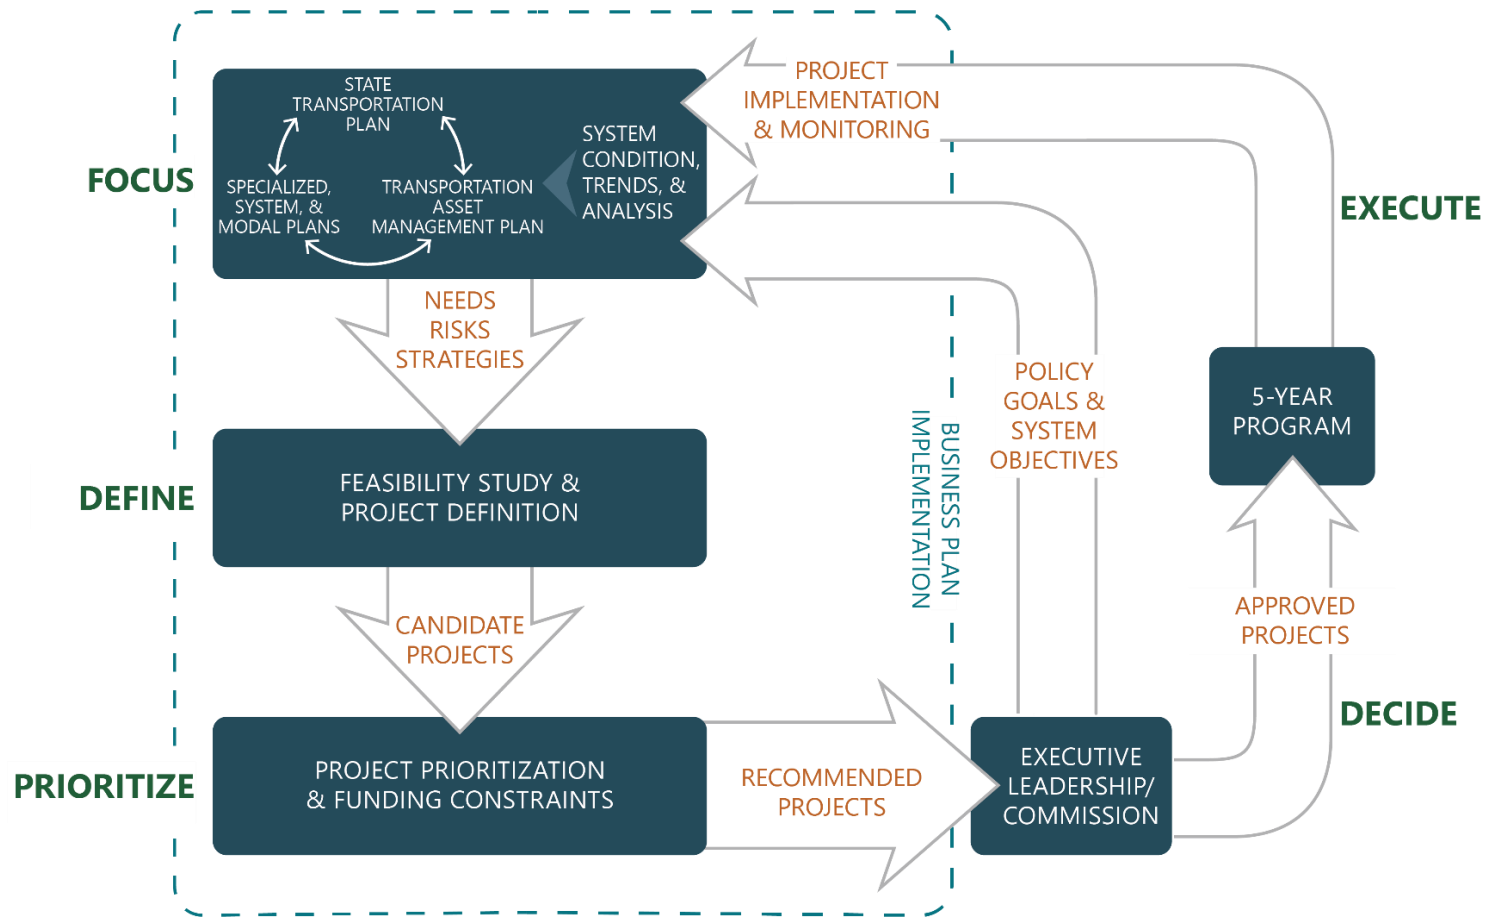 FOCUS
STATE
TRANSPORTATION
PLAN
SPECIALIZED,
SYSTEM, &
MODAL PLANS
TRANSPORTATION
ASSET
MANAGEMENT PLAN
SYSTEM
CONDITION,
TRENDS, &
ANALYSIS
PROJECT
IMPLEMENTATION
& MONITORING
EXECUTE
NEEDS
RISKS
STRATEGIES
DEFINE
FEASIBILITY STUDY &
PROJECT DEFINITION
BUSINESS PLAN
IMPLEMENTATION
POLICY
GOALS &
SYSTEM
OBJECTIVES
5-YEAR
PROGRAM
CANDIDATE
PROJECTS
APPROVED
PROJECTS
DECIDE
PRIORITIZE
PROJECT PRIORITIZATION
& FUNDING CONSTRAINTS
RECOMMENDED
PROJECTS
EXECUTIVE
LEADERSHIP/
COMMISSION